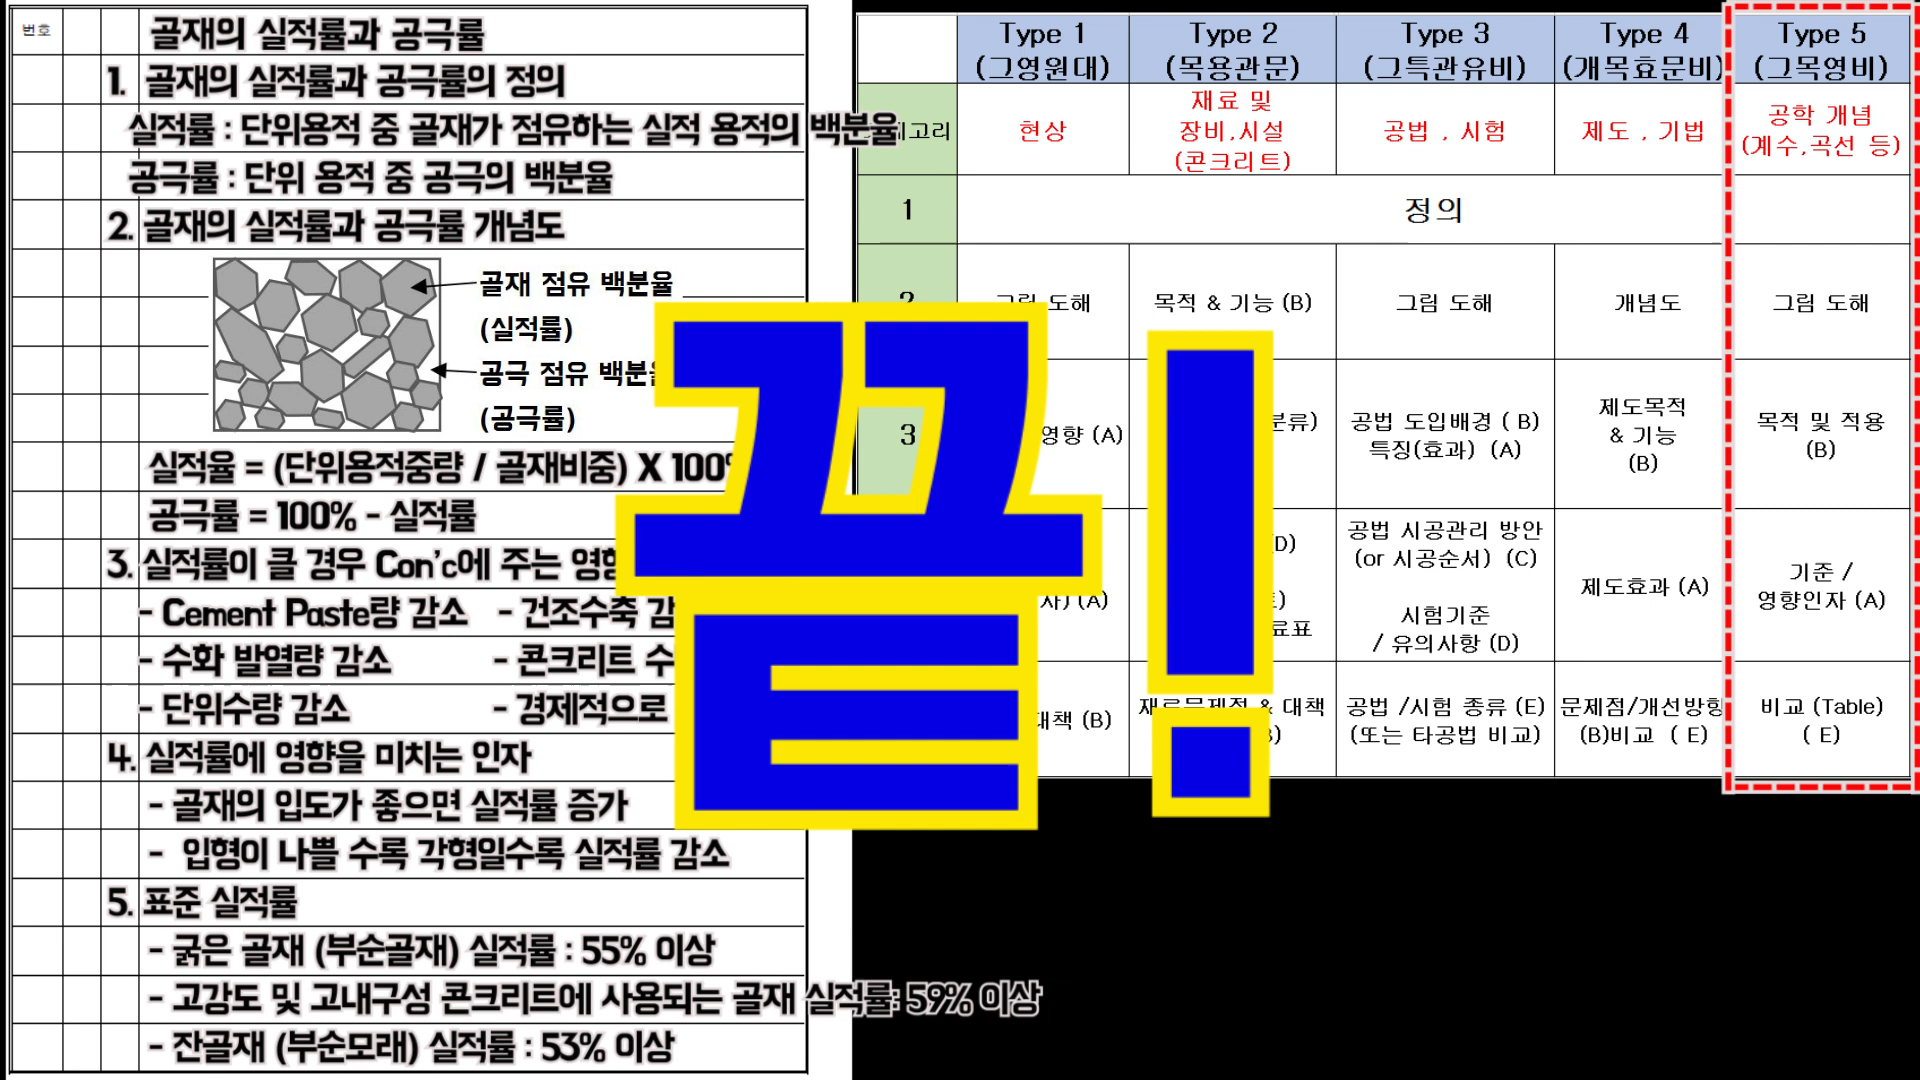 번호
골재의 실적률과 공극률
1. 골재의 실적률과 공극률의 정의
실적률 : 단위용적 중 골재가 점유하는 실적 용적의 백분율
공극률 : 단위 용적 중 공극의 백분율
2. 골재의 실적률과 공극률 개념도
골재 점유 백분율
(실적률)
공극 점유 백분
(공극률)
실적율 = (단위용적중량 / 골재비중) X 100%
공극률 = 100% - 실적률
3. 실적률이 클 경우 Con'c에 주는 영향
- Cement Paste량 감소 - 건조수축 감
- 수화 발열량 감소 - 콘크리트 수
- 단위수량 감소 - 경제적으로
4. 실적률에 영향을 미치는 인자
- 골재의 입도가 좋으면 실적률 증가
- 입형이 나쁠 수록 각형일수록 실적률 감소
5. 표준 실적률
- 굵은 골재 (부순골재) 실적률 : 55% 이상
- 고강도 및 고내구성 콘크리트에 사용되는 골재 실적률: 59% 이상
- 잔골재 (부순모래) 실적률 : 53% 이상
끝!
Type 1 Type 2 Type 3 Type 4 Type 5
(그영원대) (목용관문) (그특관유비) (개목효문비) (그목영비)
고리 현상 재료 및 장비,시설 (콘크리트) 공법 , 시험 제도 , 기법 공학 개념 (계수,곡선 등)
1 정의
2 그림 도해 목적 & 기능 (B) 그림 도해 개념도 그림 도해
3 영향 (A) 분류) 공법 도입배경 ( B) 특징(효과) (A) 제도목적 & 기능 (B) 목적 및 적용 (B)
(A) (D) 료표 공법 시공관리 방안 (or 시공순서) (C) 시험기준 / 유의사항 (D) 제도효과 (A) 기준 / 영향인자 (A)
대책 (B) 재료문제점 & 대책 공법 /시험 종류 (E) (또는 타공법 비교) 문제점/개선방향 (B)비교 ( E) 비교 (Table) ( E)